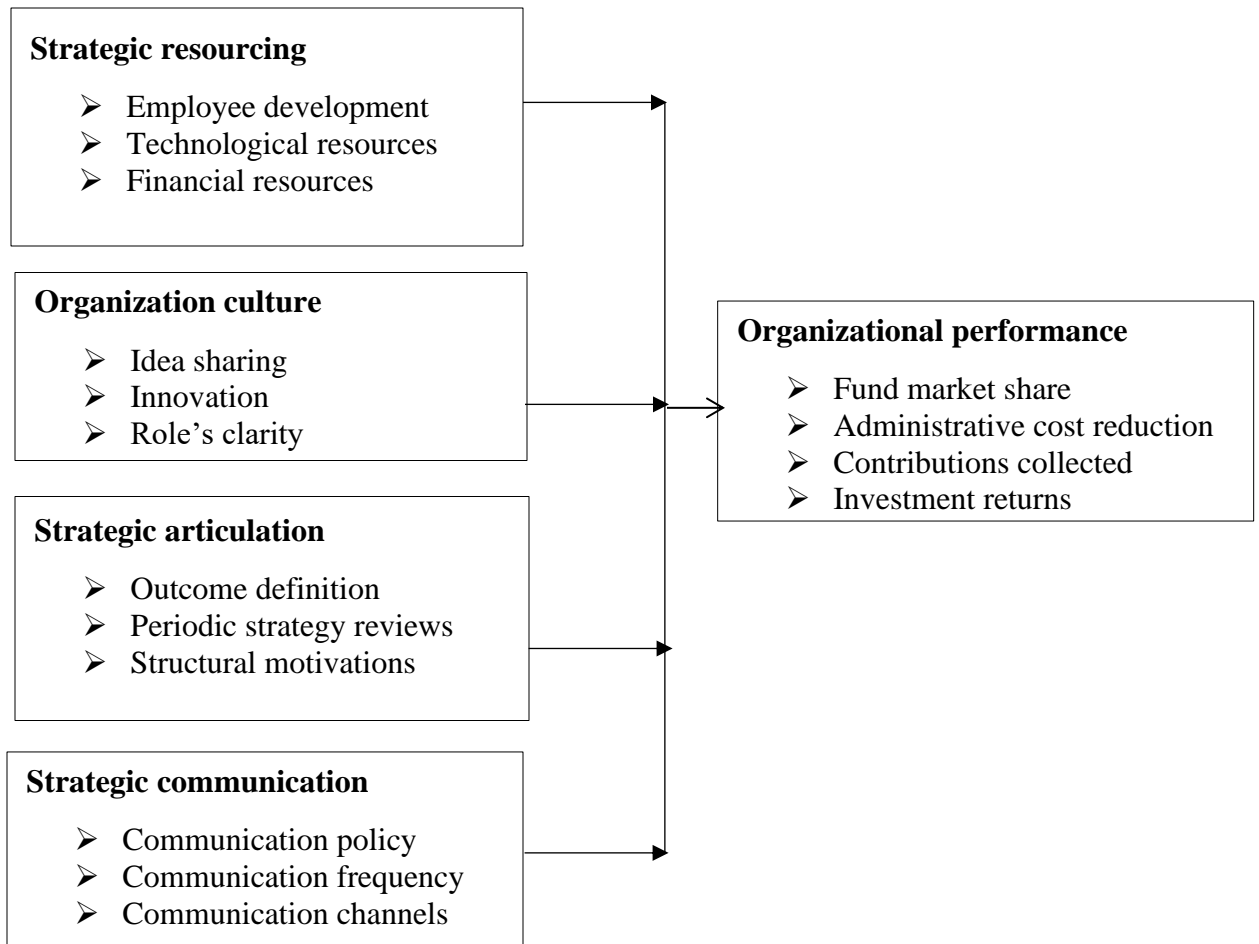 Strategic resourcing
➢ Employee development
➢ Technological resources
➢ Financial resources
Organization culture
➢ Idea sharing
➢ Innovation
➢ Role's clarity
Strategic articulation
➢ Outcome definition
➢ Periodic strategy reviews
➢ Structural motivations
Strategic communication
➢ Communication policy
➢ Communication frequency
➢ Communication channels
Organizational performance
➢ Fund market share
➢ Administrative cost reduction
➢ Contributions collected
➢ Investment returns